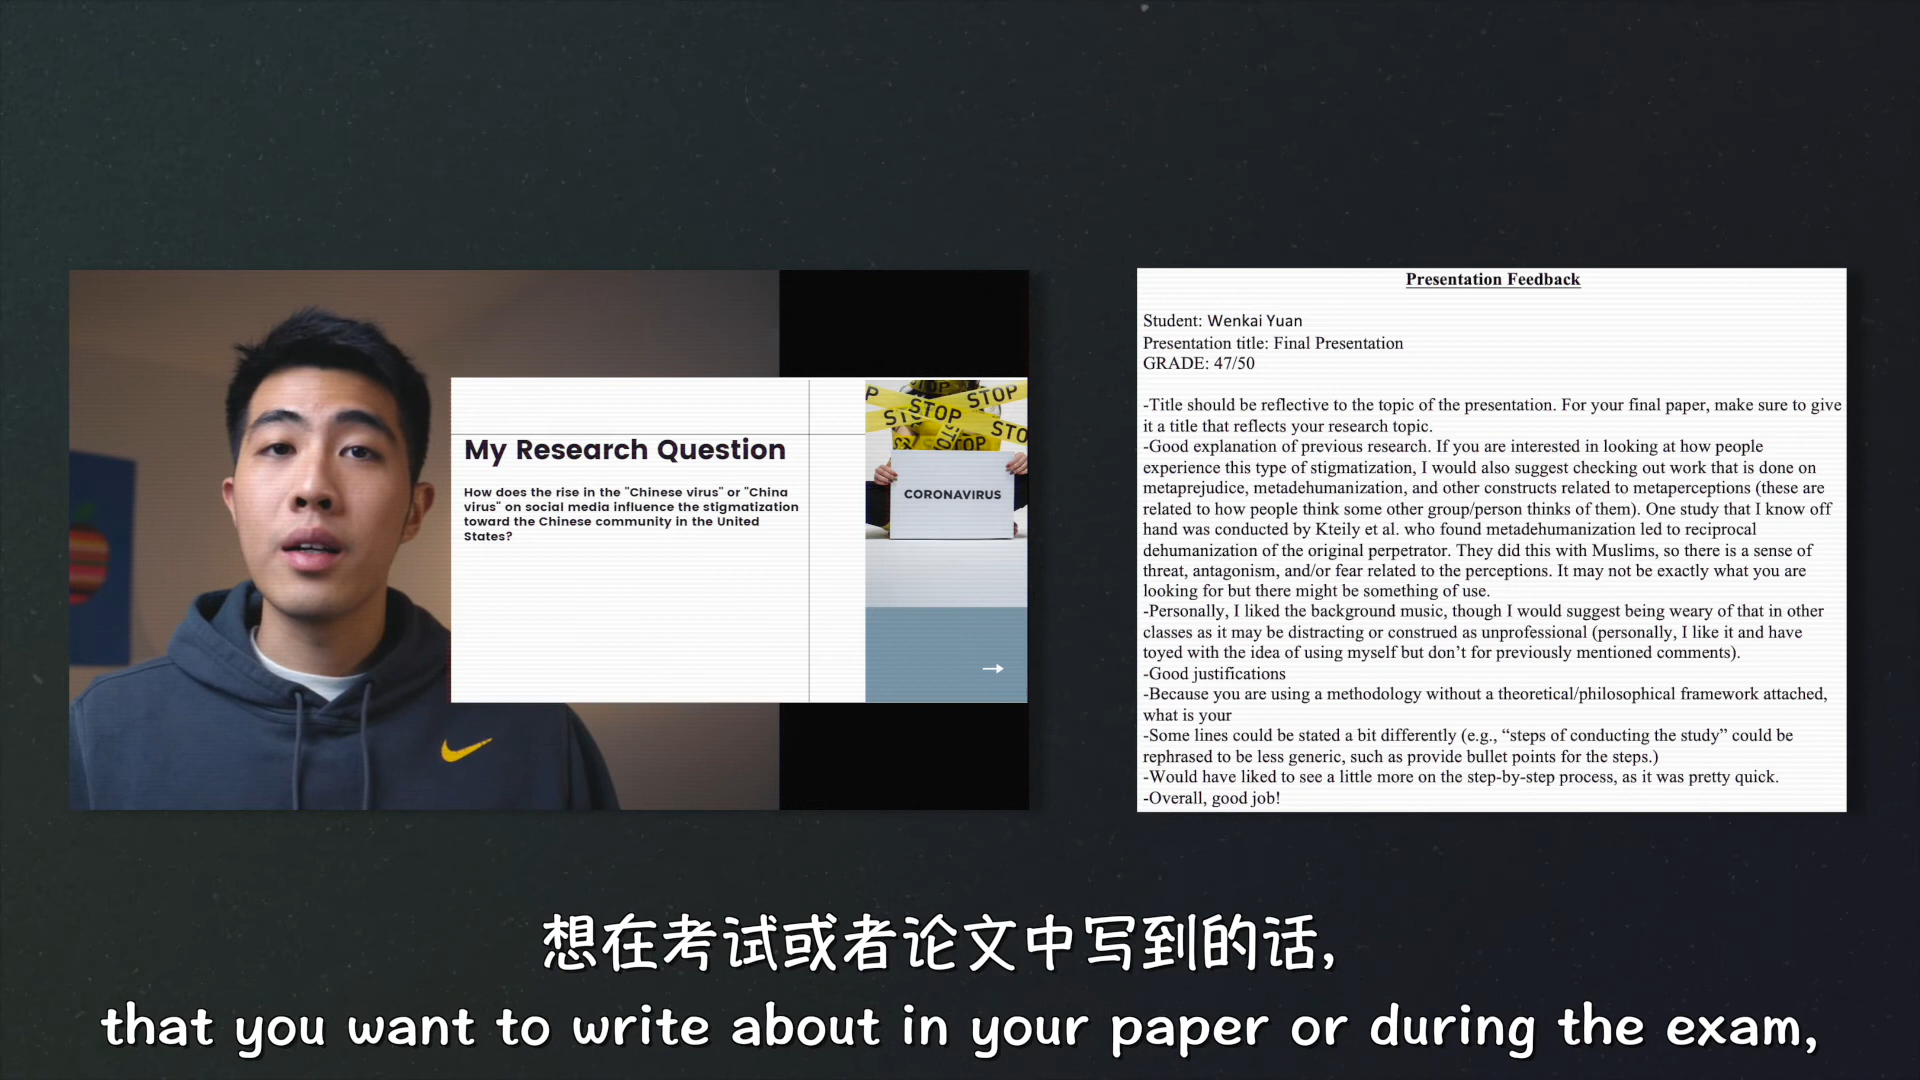 My Research Question
How does the rise in the "Chinese virus" or "China
virus" on social media influence the stigmatization
toward the Chinese community in the United
States?
STOP
STOP
STOP
CORONAVIRUS
Presentation Feedback
Student: Wenkai Yuan
Presentation title: Final Presentation
GRADE: 47/50
-Title should be reflective to the topic of the presentation. For your final paper, make sure to give
it a title that reflects your research topic.
-Good explanation of previous research. If you are interested in looking at how people
experience this type of stigmatization, I would also suggest checking out work that is done on
metaprejudice, metadehumanization, and other constructs related to metaperceptions (these are
related to how people think some other group/person thinks of them). One study that I know off
hand was conducted by Kteily et al. who found metadehumanization led to reciprocal
dehumanization of the original perpetrator. They did this with Muslims, so there is a sense of
threat, antagonism, and/or fear related to the perceptions. It may not be exactly what you are
looking for but there might be something of use.
-Personally, I liked the background music, though I would suggest being weary of that in other
classes as it may be distracting or construed as unprofessional (personally, I like it and have
toyed with the idea of using myself but don’t for previously mentioned comments).
-Good justifications
-Because you are using a methodology without a theoretical/philosophical framework attached,
what is your
-Some lines could be stated a bit differently (e.g., “steps of conducting the study” could be
rephrased to be less generic, such as provide bullet points for the steps.)
-Would have liked to see a little more on the step-by-step process, as it was pretty quick.
-Overall, good job!
想在考试或者论文中写到的话,
that you want to write about in your paper or during the exam,